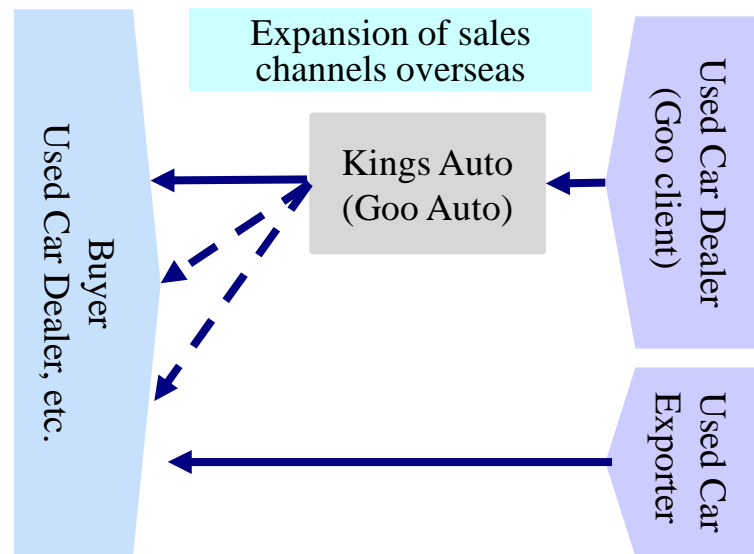 Expansion of sales
channels overseas
Kings Auto
(Goo Auto)
Used Car Dealer
(Goo client)
Buyer
Used Car Dealer, etc.
Used Car
Exporter